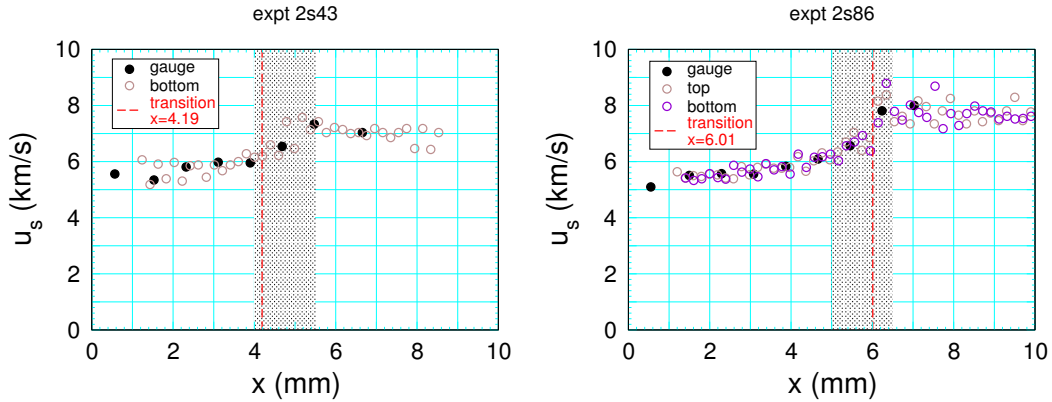 expt 2s43
10
8
6
4
2
0
0 2 4 6 8 10
u_s (km/s)
x (mm)
gauge
bottom
transition
x=4.19
expt 2s86
10
8
6
4
2
0
0 2 4 6 8 10
u_s (km/s)
x (mm)
gauge
top
bottom
transition
x=6.01